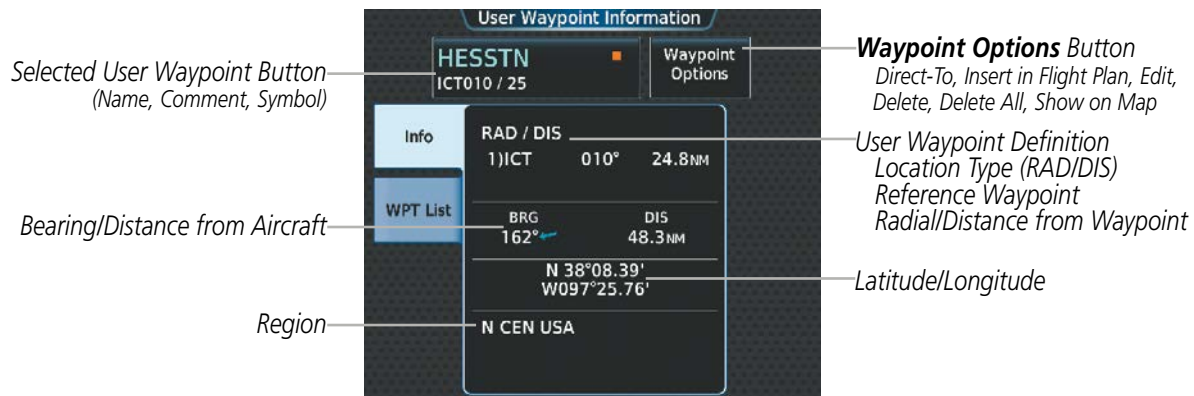 User Waypoint Information
HESSTN
ICT010 / 25
Waypoint
Options
Selected User Waypoint Button
(Name, Comment, Symbol)
Waypoint Options Button
Direct-To, Insert in Flight Plan, Edit,
Delete, Delete All, Show on Map
Info
WPT List
RAD / DIS
1)ICT 010° 24.8NM
User Waypoint Definition
Location Type (RAD/DIS)
Reference Waypoint
Radial/Distance from Waypoint
Bearing/Distance from Aircraft
BRG DIS
162° 48.3NM
N 38°08.39'
W097°25.76'
Latitude/Longitude
Region
N CEN USA